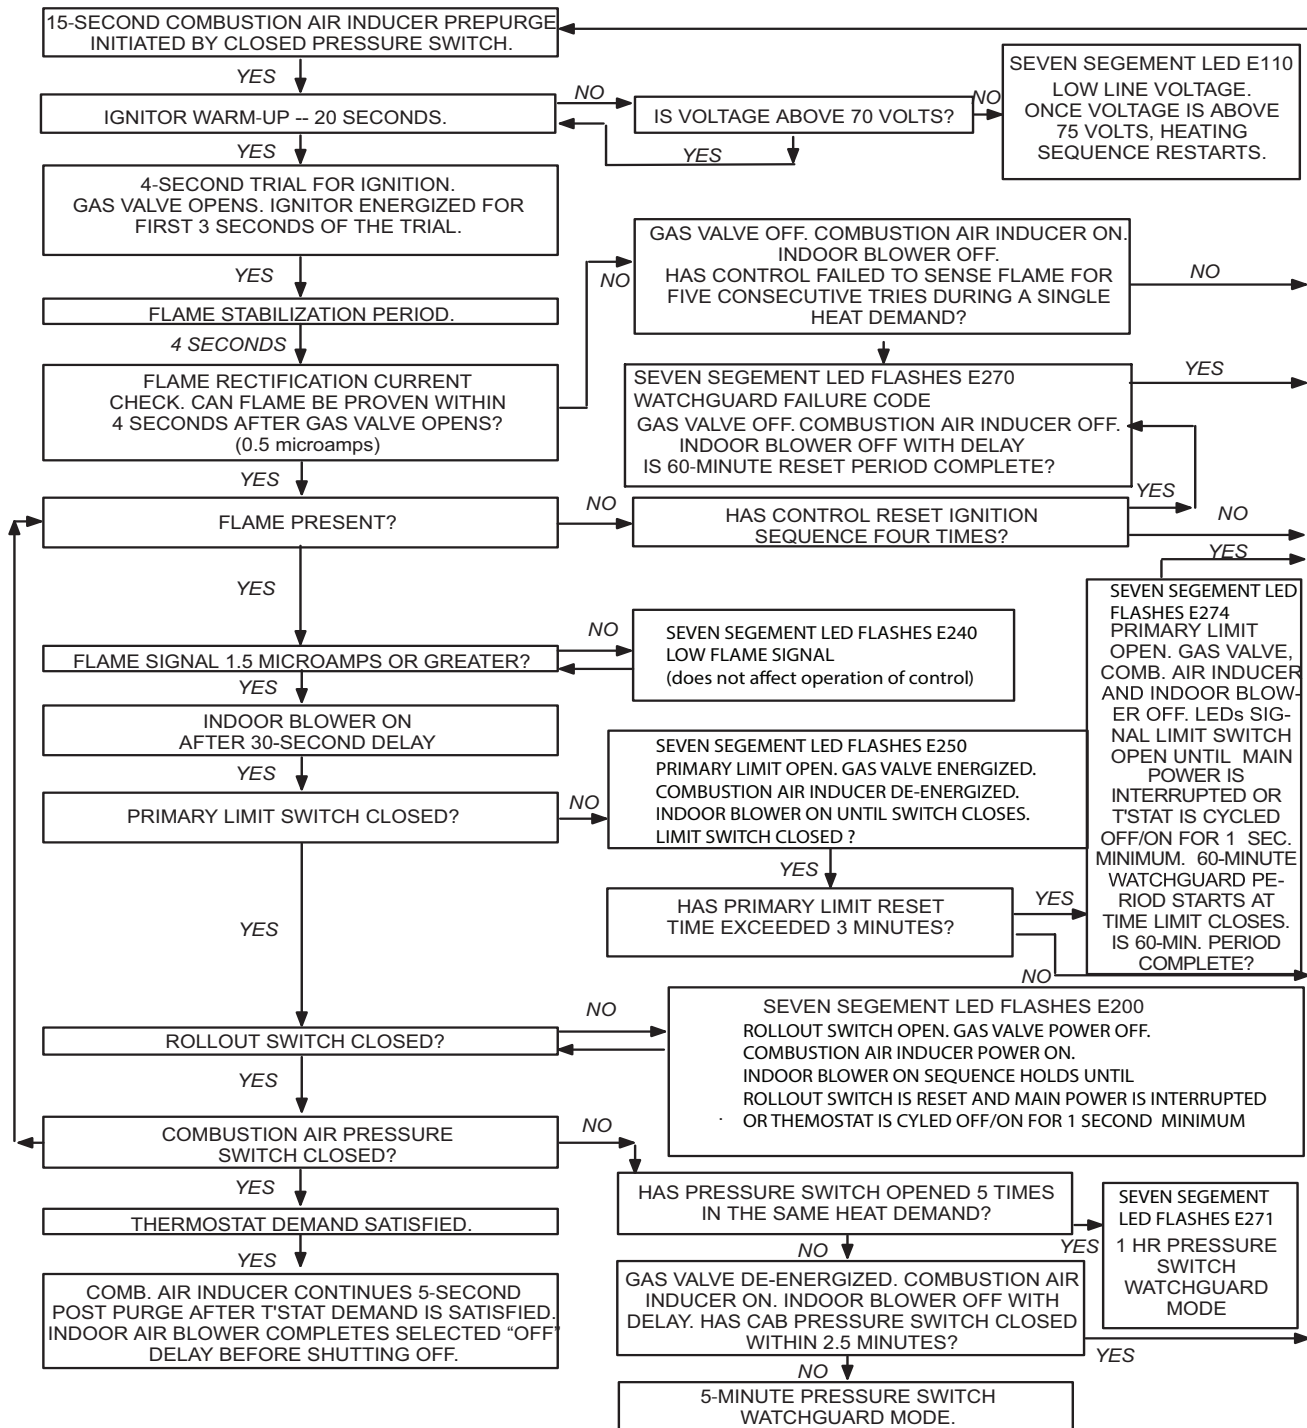 15-SECOND COMBUSTION AIR INDUCER PREPURGE
INITIATED BY CLOSED PRESSURE SWITCH.
YES
IGNITOR WARM-UP -- 20 SECONDS.
NO
IS VOLTAGE ABOVE 70 VOLTS?
NO
YES
SEVEN SEGEMENT LED E110
LOW LINE VOLTAGE.
ONCE VOLTAGE IS ABOVE
75 VOLTS, HEATING
SEQUENCE RESTARTS.
YES
4-SECOND TRIAL FOR IGNITION.
GAS VALVE OPENS. IGNITOR ENERGIZED FOR
FIRST 3 SECONDS OF THE TRIAL.
YES
FLAME STABILIZATION PERIOD.
4 SECONDS
FLAME RECTIFICATION CURRENT
CHECK. CAN FLAME BE PROVEN WITHIN
4 SECONDS AFTER GAS VALVE OPENS?
(0.5 microamps)
NO
GAS VALVE OFF. COMBUSTION AIR INDUCER ON.
INDOOR BLOWER OFF.
HAS CONTROL FAILED TO SENSE FLAME FOR
FIVE CONSECUTIVE TRIES DURING A SINGLE
HEAT DEMAND?
NO
SEVEN SEGEMENT LED FLASHES E270
WATCHGUARD FAILURE CODE
GAS VALVE OFF. COMBUSTION AIR INDUCER OFF.
INDOOR BLOWER OFF WITH DELAY
IS 60-MINUTE RESET PERIOD COMPLETE?
YES
YES
FLAME PRESENT?
NO
HAS CONTROL RESET IGNITION
SEQUENCE FOUR TIMES?
YES
NO
YES
FLAME SIGNAL 1.5 MICROAMPS OR GREATER?
NO
SEVEN SEGEMENT LED FLASHES E240
LOW FLAME SIGNAL
(does not affect operation of control)
YES
SEVEN SEGEMENT LED
FLASHES E274
PRIMARY LIMIT
OPEN. GAS VALVE,
COMB. AIR INDUCER
AND INDOOR BLOW-
ER OFF. LEDs SIG-
NAL LIMIT SWITCH
OPEN UNTIL MAIN
POWER IS
INTERRUPTED OR
T'STAT IS CYCLED
OFF/ON FOR 1 SEC.
MINIMUM. 60-MINUTE
WATCHGUARD PE-
RIOD STARTS AT
TIME LIMIT CLOSES.
IS 60-MIN. PERIOD
COMPLETE?
YES
INDOOR BLOWER ON
AFTER 30-SECOND DELAY
YES
PRIMARY LIMIT SWITCH CLOSED?
NO
SEVEN SEGEMENT LED FLASHES E250
PRIMARY LIMIT OPEN. GAS VALVE ENERGIZED.
COMBUSTION AIR INDUCER DE-ENERGIZED.
INDOOR BLOWER ON UNTIL SWITCH CLOSES.
LIMIT SWITCH CLOSED ?
YES
HAS PRIMARY LIMIT RESET
TIME EXCEEDED 3 MINUTES?
YES
NO
YES
ROLLOUT SWITCH CLOSED?
NO
SEVEN SEGEMENT LED FLASHES E200
ROLLOUT SWITCH OPEN. GAS VALVE POWER OFF.
COMBUSTION AIR INDUCER POWER ON.
INDOOR BLOWER ON SEQUENCE HOLDS UNTIL
ROLLOUT SWITCH IS RESET AND MAIN POWER IS INTERRUPTED
. OR THEMOSTAT IS CYLED OFF/ON FOR 1 SECOND MINIMUM
YES
COMBUSTION AIR PRESSURE
SWITCH CLOSED?
NO
HAS PRESSURE SWITCH OPENED 5 TIMES
IN THE SAME HEAT DEMAND?
YES
SEVEN SEGEMENT
LED FLASHES E271
1 HR PRESSURE
SWITCH
WATCHGUARD
MODE
YES
THERMOSTAT DEMAND SATISFIED.
YES
COMB. AIR INDUCER CONTINUES 5-SECOND
POST PURGE AFTER T'STAT DEMAND IS SATISFIED.
INDOOR AIR BLOWER COMPLETES SELECTED “OFF”
DELAY BEFORE SHUTTING OFF.
NO
GAS VALVE DE-ENERGIZED. COMBUSTION AIR
INDUCER ON. INDOOR BLOWER OFF WITH
DELAY. HAS CAB PRESSURE SWITCH CLOSED
WITHIN 2.5 MINUTES?
YES
NO
5-MINUTE PRESSURE SWITCH
WATCHGUARD MODE.